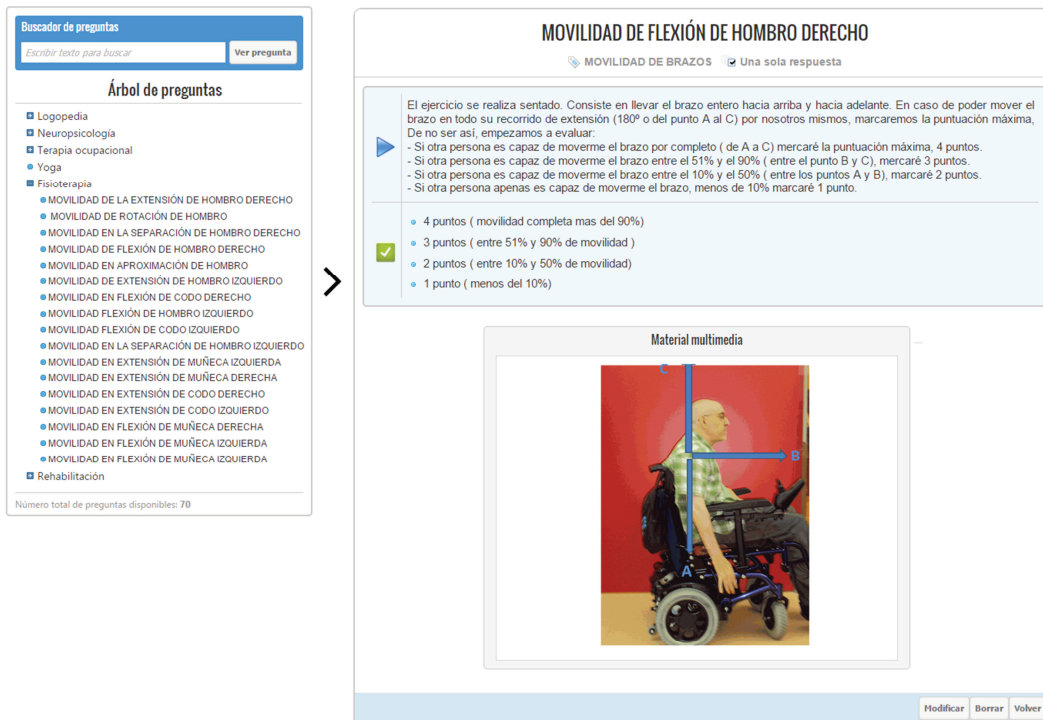 Buscador de preguntas
Escribir texto para buscar
Ver pregunta
Árbol de preguntas
Logopedia
Neuropsicología
Terapia ocupacional
Yoga
Fisioterapia
MOVILIDAD DE LA EXTENSIÓN DE HOMBRO DERECHO
MOVILIDAD DE ROTACIÓN DE HOMBRO
MOVILIDAD EN LA SEPARACIÓN DE HOMBRO DERECHO
MOVILIDAD DE FLEXIÓN DE HOMBRO DERECHO
MOVILIDAD EN APROXIMACIÓN DE HOMBRO
MOVILIDAD DE EXTENSIÓN DE HOMBRO IZQUIERDO
MOVILIDAD EN FLEXIÓN DE CODO DERECHO
MOVILIDAD FLEXIÓN DE HOMBRO IZQUIERDO
MOVILIDAD FLEXIÓN DE CODO IZQUIERDO
MOVILIDAD EN LA SEPARACIÓN DE HOMBRO IZQUIERDO
MOVILIDAD EN EXTENSIÓN DE MUÑECA IZQUIERDA
MOVILIDAD EN EXTENSIÓN DE MUÑECA DERECHA
MOVILIDAD EN EXTENSIÓN DE CODO DERECHO
MOVILIDAD EN EXTENSIÓN DE CODO IZQUIERDO
MOVILIDAD EN FLEXIÓN DE MUÑECA DERECHA
MOVILIDAD EN FLEXIÓN DE MUÑECA IZQUIERDA
MOVILIDAD EN FLEXIÓN DE MUÑECA IZQUIERDA
Rehabilitación
Número total de preguntas disponibles: 70
MOVILIDAD DE FLEXIÓN DE HOMBRO DERECHO
MOVILIDAD DE BRAZOS Una sola respuesta
El ejercicio se realiza sentado. Consiste en llevar el brazo entero hacia arriba y hacia adelante. En caso de poder mover el
brazo en todo su recorrido de extensión (180º o del punto A al C) por nosotros mismos, marcaremos la puntuación máxima,
De no ser así, empezamos a evaluar:
- Si otra persona es capaz de moverme el brazo por completo ( de A a C) mercaré la puntuación máxima, 4 puntos.
- Si otra persona es capaz de moverme el brazo entre el 51% y el 90% ( entre el punto B y C), mercaré 3 puntos.
- Si otra persona es capaz de moverme el brazo entre el 10% y el 50% ( entre los puntos A y B), marcaré 2 puntos.
- Si otra persona apenas es capaz de moverme el brazo, menos de 10% marcaré 1 punto.
4 puntos ( movilidad completa mas del 90%)
3 puntos ( entre 51% y 90% de movilidad )
2 puntos ( entre 10% y 50% de movilidad)
1 punto ( menos del 10%)
Material multimedia
C
B
A
Modificar Borrar Volver